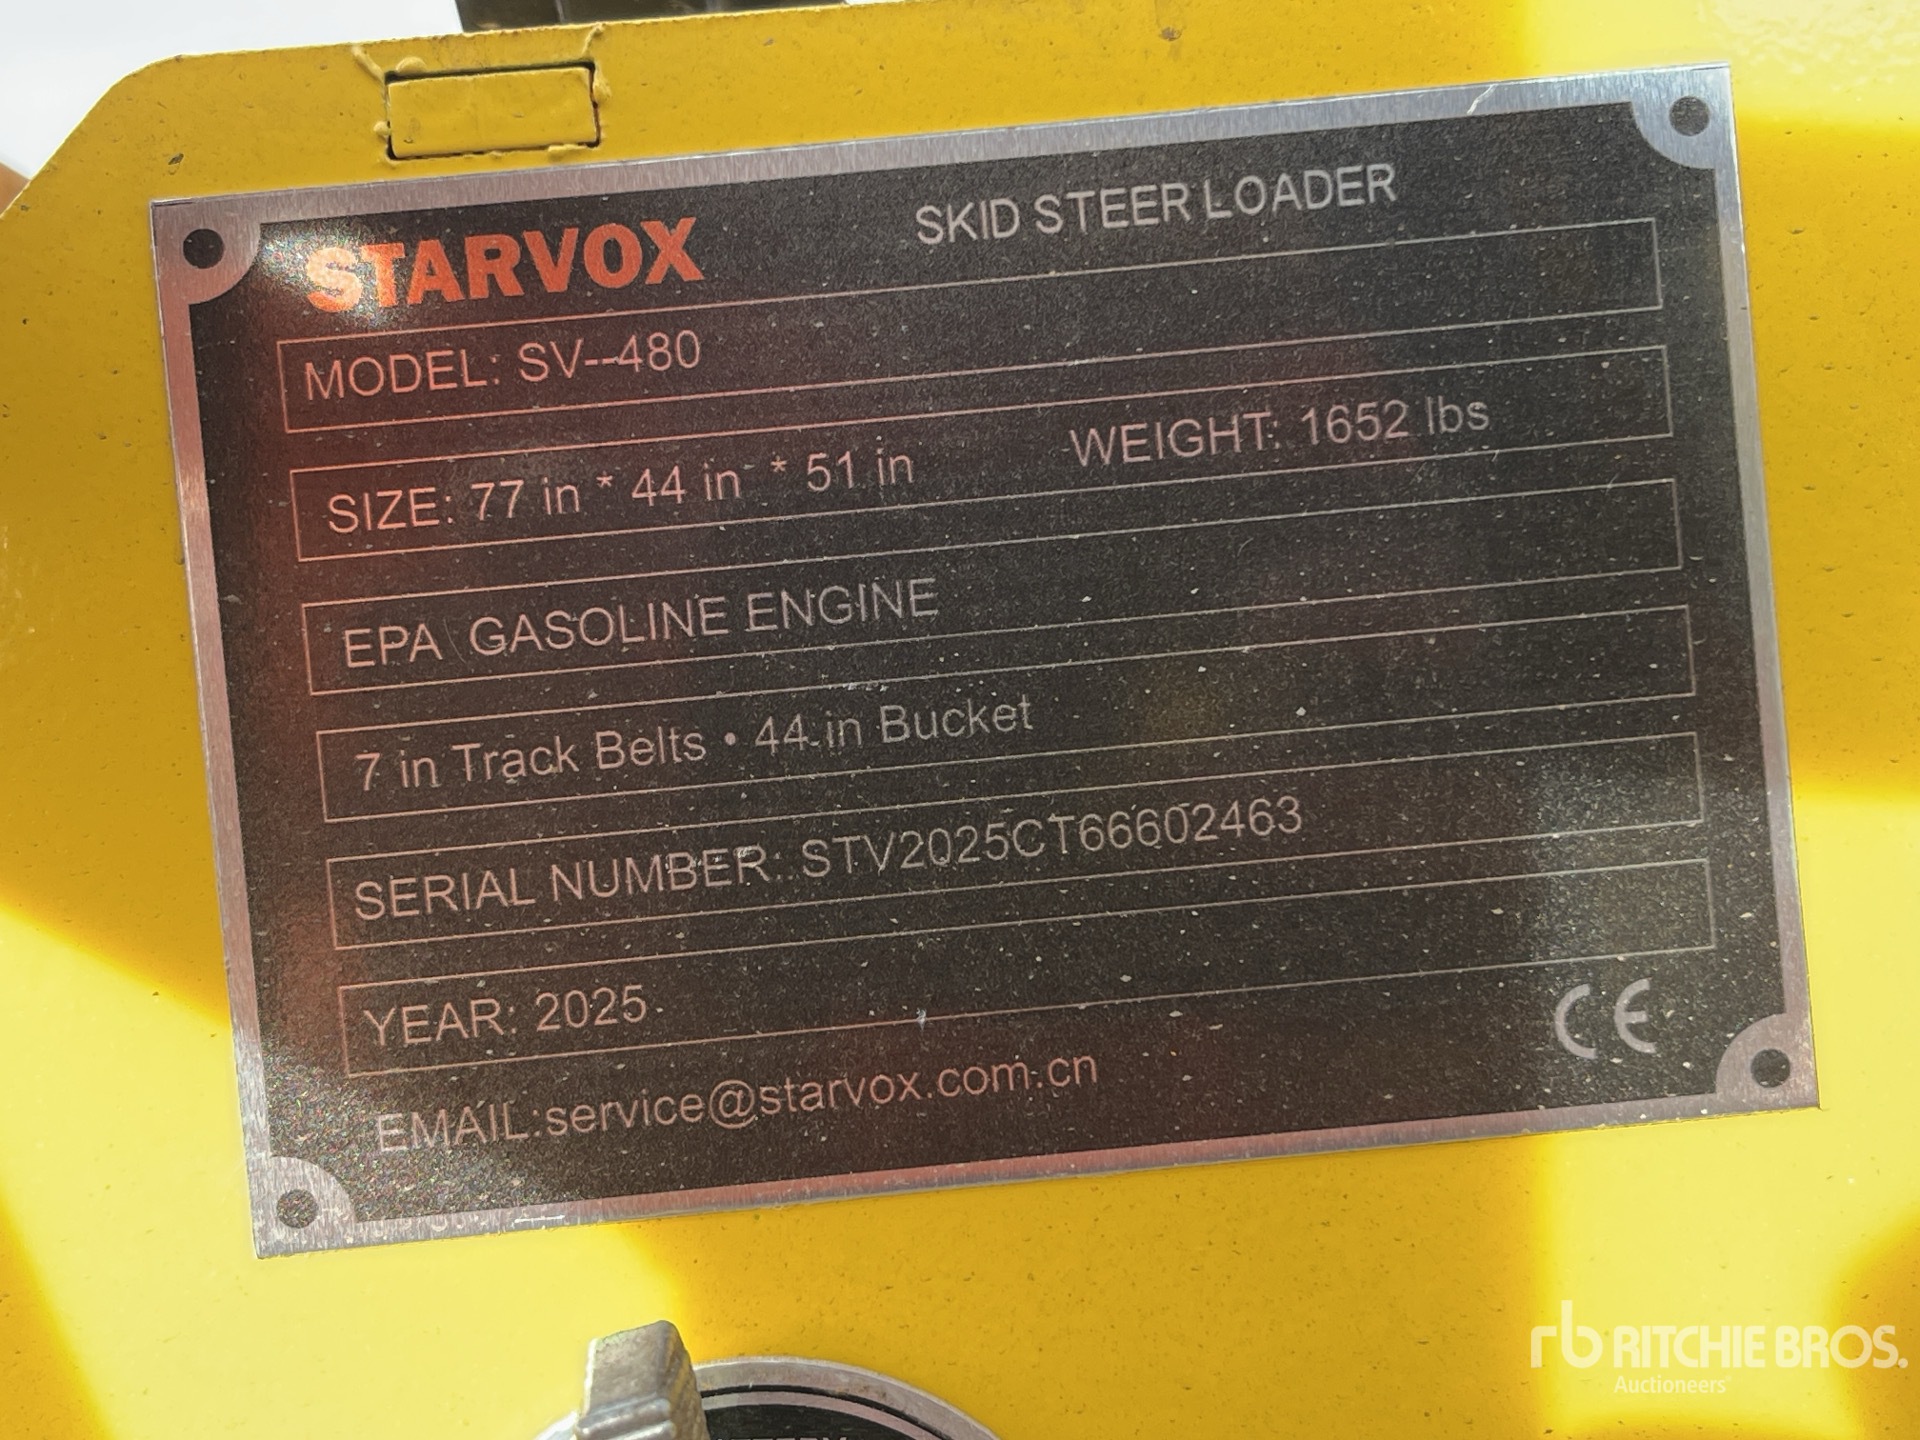 STARVOX SKID STEER LOADER
MODEL: SV--480
SIZE: 77 in * 44 in * 51 in WEIGHT: 1652 lbs
EPA GASOLINE ENGINE
7 in Track Belts • 44 in Bucket
SERIAL NUMBER: STV2025CT66602463
YEAR: 2025
CE
EMAIL:service@starvox.com.cn
rb RITCHIE BROS.
Auctioneers